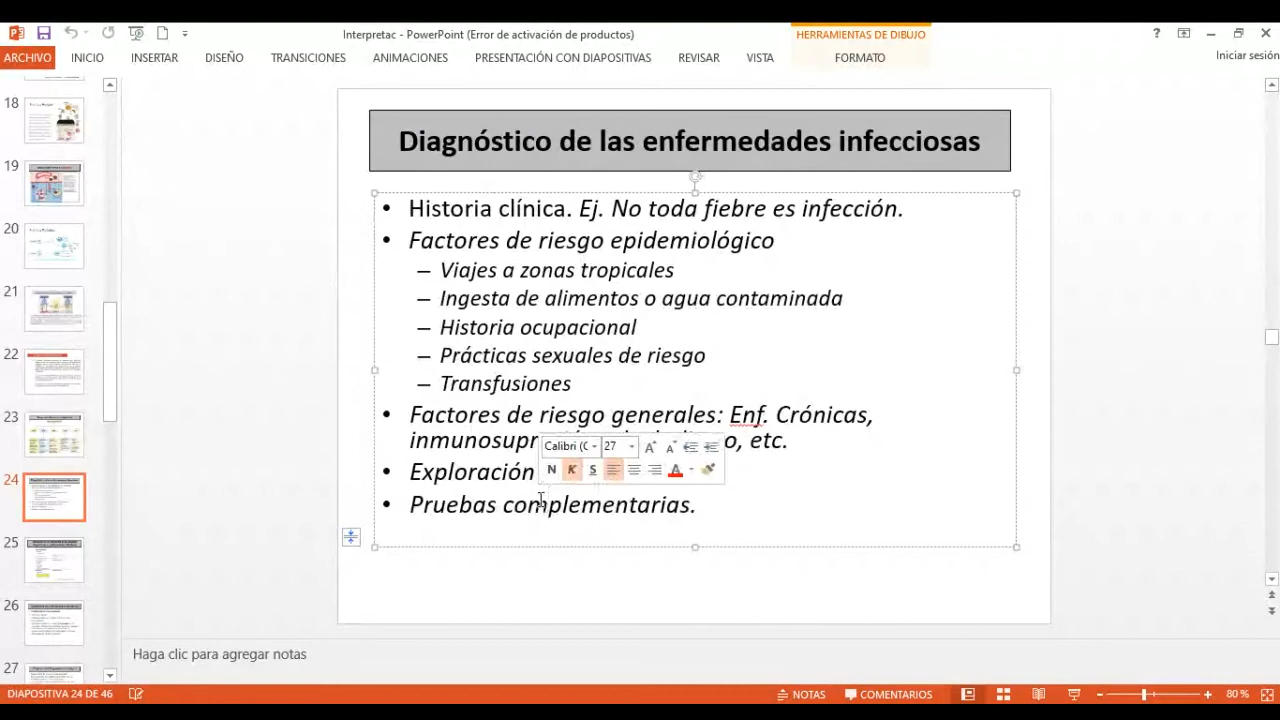 Interpretac - PowerPoint (Error de activación de productos)
HERRAMIENTAS DE DIBUJO
?
ARCHIVO INICIO INSERTAR DISEÑO TRANSICIONES ANIMACIONES PRESENTACIÓN CON DIAPOSITIVAS REVISAR VISTA FORMATO Iniciar sesión
18
19
20
21
22
23
24
25
26
27
Diagnostico de las enfermedades infecciosas
• Historia clínica. Ej. No toda fiebre es infección.
• Factores de riesgo epidemiológico
– Viajes a zonas tropicales
– Ingesta de alimentos o agua contaminada
– Historia ocupacional
– Prácticas sexuales de riesgo
– Transfusiones
• Factores de riesgo generales: Enf. Crónicas,
etc.
Calibri (C 27
N K S A
• Exploración
• Pruebas complementarias.
Haga clic para agregar notas
DIAPOSITIVA 24 DE 46 NOTAS COMENTARIOS 80 %